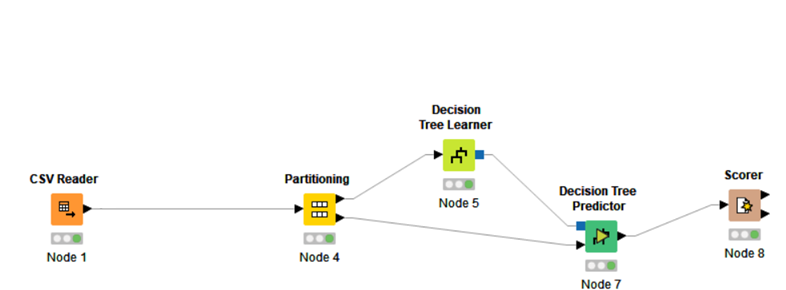 Decision
Tree Learner
CSV Reader
Partitioning
Scorer
Decision Tree
Predictor
Node 5
Node 1
Node 4
Node 8
Node 7